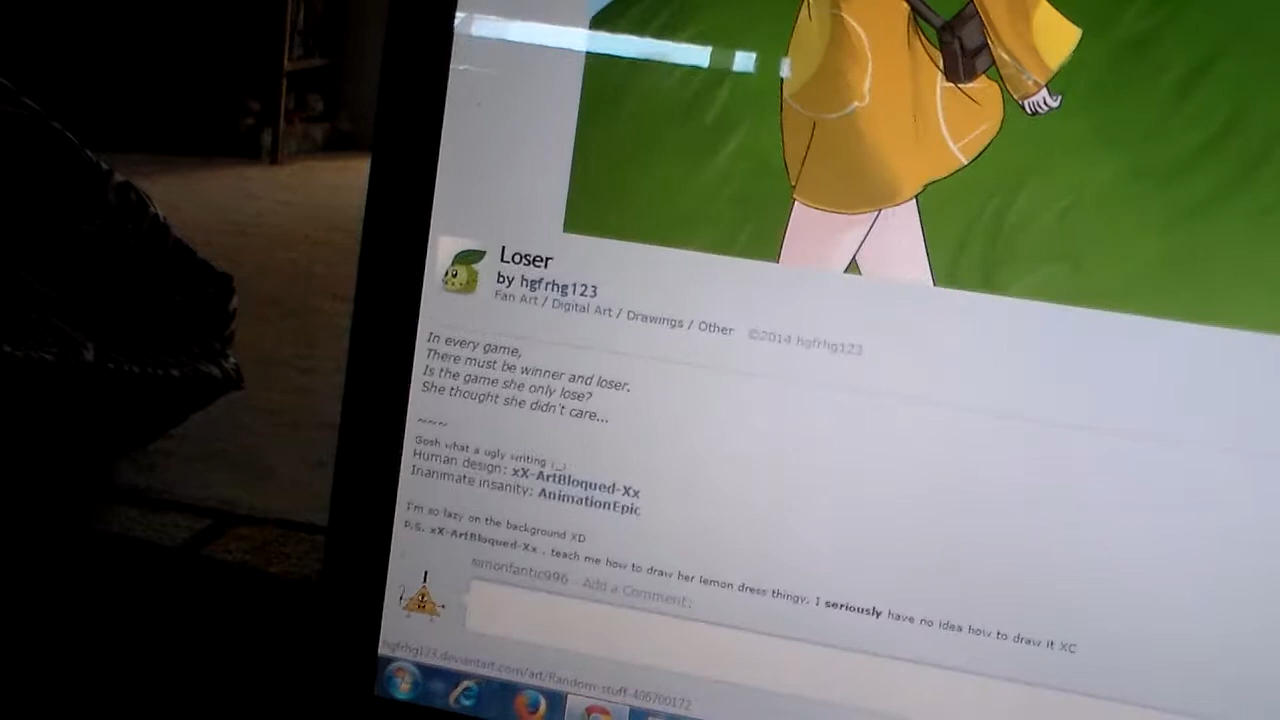 Loser
by hgfrhg123
Fan Art / Digital Art / Drawings / Other ©2014 hgfrhg123
In every game,
There must be winner and loser.
Is the game she only lose?
She thought she didn't care...
~~~~
Gosh what a ugly writing ;_;
Human design: xX-ArtBloqued-Xx
Inanimate insanity: AnimationEpic
I'm so lazy on the background XD
P.S. xX-ArtBloqued-Xx , teach me how to draw her lemon dress thingy. I seriously have no idea how to draw it XC
mmorifantic996 - Add a Comment:
hgfrhg123.deviantart.com/art/Random-stuff-486700172